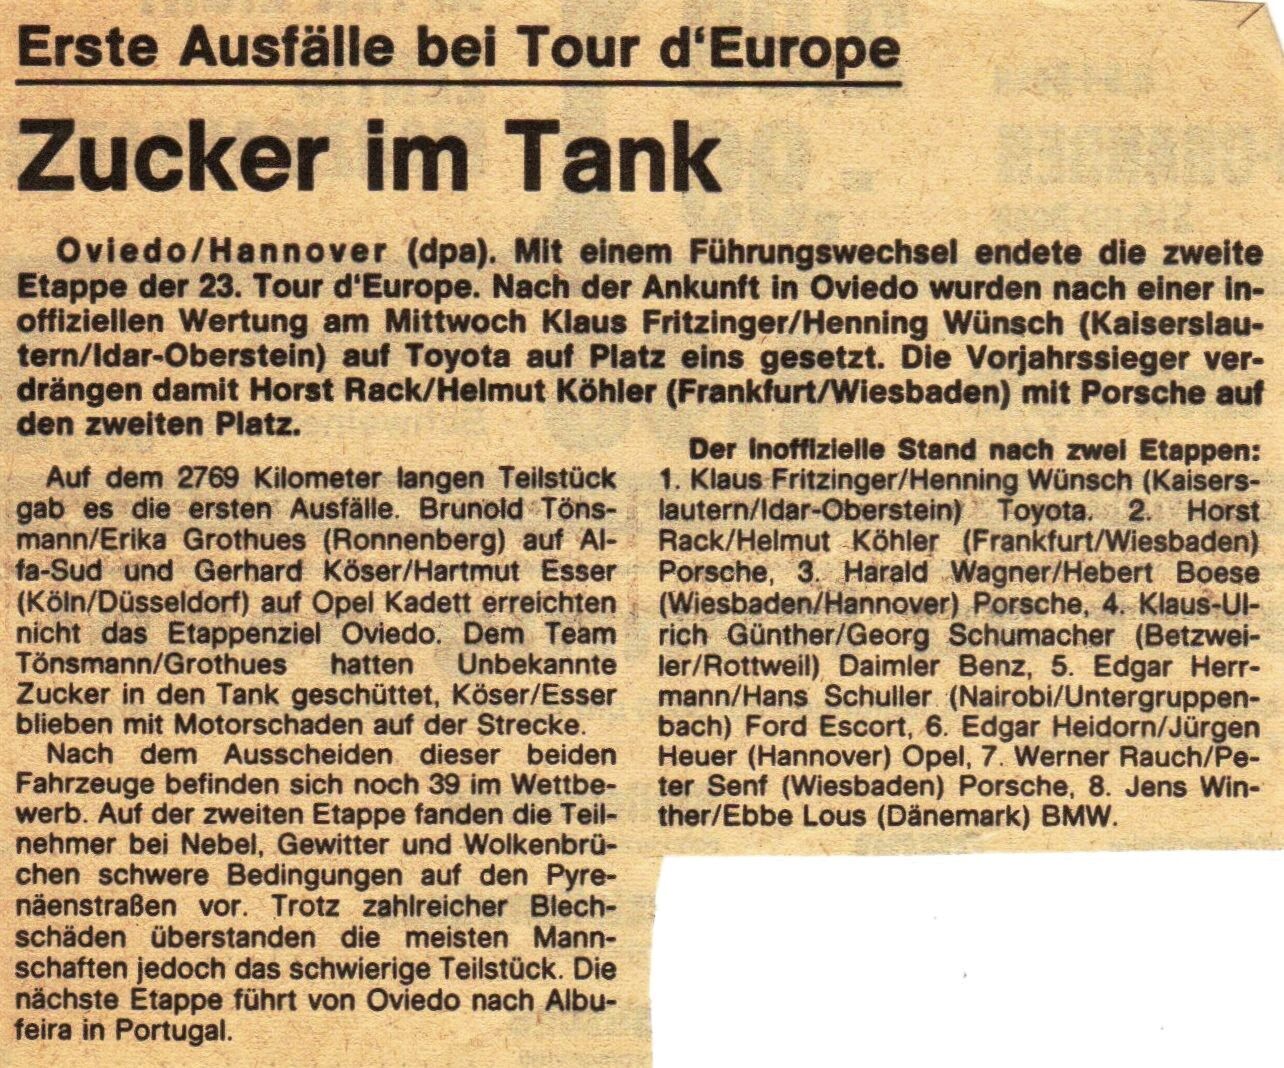 Erste Ausfälle bei Tour d'Europe
Zucker im Tank
Oviedo/Hannover (dpa). Mit einem Führungswechsel endete die zweite
Etappe der 23. Tour d'Europe. Nach der Ankunft in Oviedo wurden nach einer in-
offiziellen Wertung am Mittwoch Klaus Fritzinger/Henning Wünsch (Kaiserslau-
tern/Idar-Oberstein) auf Toyota auf Platz eins gesetzt. Die Vorjahrssieger ver-
drängen damit Horst Rack/Helmut Köhler (Frankfurt/Wiesbaden) mit Porsche auf
den zweiten Platz.
Auf dem 2769 Kilometer langen Teilstück
gab es die ersten Ausfälle. Brunold Töns-
mann/Erika Grothues (Ronnenberg) auf Al-
fa-Sud und Gerhard Köser/Hartmut Esser
(Köln/Düsseldorf) auf Opel Kadett erreichten
nicht das Etappenziel Oviedo. Dem Team
Tönsmann/Grothues hatten Unbekannte
Zucker in den Tank geschüttet, Köser/Esser
blieben mit Motorschaden auf der Strecke.
Nach dem Ausscheiden dieser beiden
Fahrzeuge befinden sich noch 39 im Wettbe-
werb. Auf der zweiten Etappe fanden die Teil-
nehmer bei Nebel, Gewitter und Wolkenbrü-
chen schwere Bedingungen auf den Pyre-
näenstraßen vor. Trotz zahlreicher Blech-
schäden überstanden die meisten Mann-
schaften jedoch das schwierige Teilstück. Die
nächste Etappe führt von Oviedo nach Albu-
feira in Portugal.
Der inoffizielle Stand nach zwei Etappen:
1. Klaus Fritzinger/Henning Wünsch (Kaisers-
lautern/Idar-Oberstein) Toyota. 2. Horst
Rack/Helmut Köhler (Frankfurt/Wiesbaden)
Porsche, 3. Harald Wagner/Hebert Boese
(Wiesbaden/Hannover) Porsche, 4. Klaus-Ul-
rich Günther/Georg Schumacher (Betzwei-
ler/Rottweil) Daimler Benz, 5. Edgar Herr-
mann/Hans Schuller (Nairobi/Untergruppen-
bach) Ford Escort, 6. Edgar Heidorn/Jürgen
Heuer (Hannover) Opel, 7. Werner Rauch/Pe-
ter Senf (Wiesbaden) Porsche, 8. Jens Win-
ther/Ebbe Lous (Dänemark) BMW.